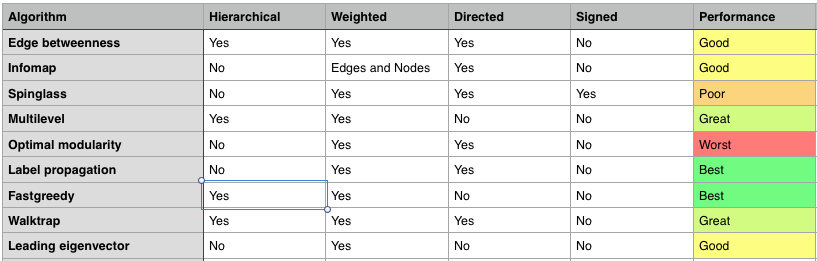 Algorithm Hierarchical Weighted Directed Signed Performance
Edge betweenness Yes Yes Yes No Good
Infomap No Edges and Nodes Yes No Good
Spinglass No Yes Yes Yes Poor
Multilevel Yes Yes No No Great
Optimal modularity No Yes Yes No Worst
Label propagation No Yes Yes No Best
Fastgreedy Yes Yes No No Best
Walktrap Yes Yes Yes No Great
Leading eigenvector No Yes No No Good